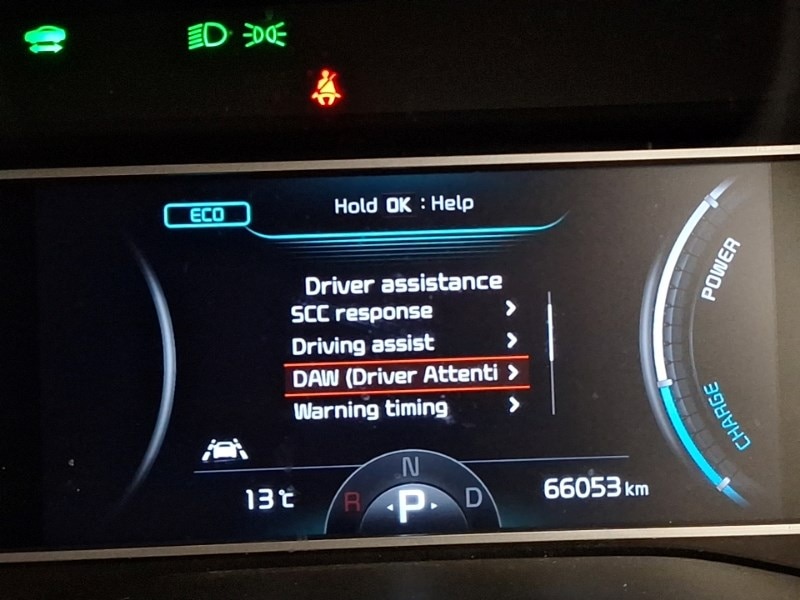 ECO
Hold OK : Help
Driver assistance
SCC response
Driving assist
DAW (Driver Attenti
Warning timing
POWER
CHARGE
N
R P D
13℃
66053 km